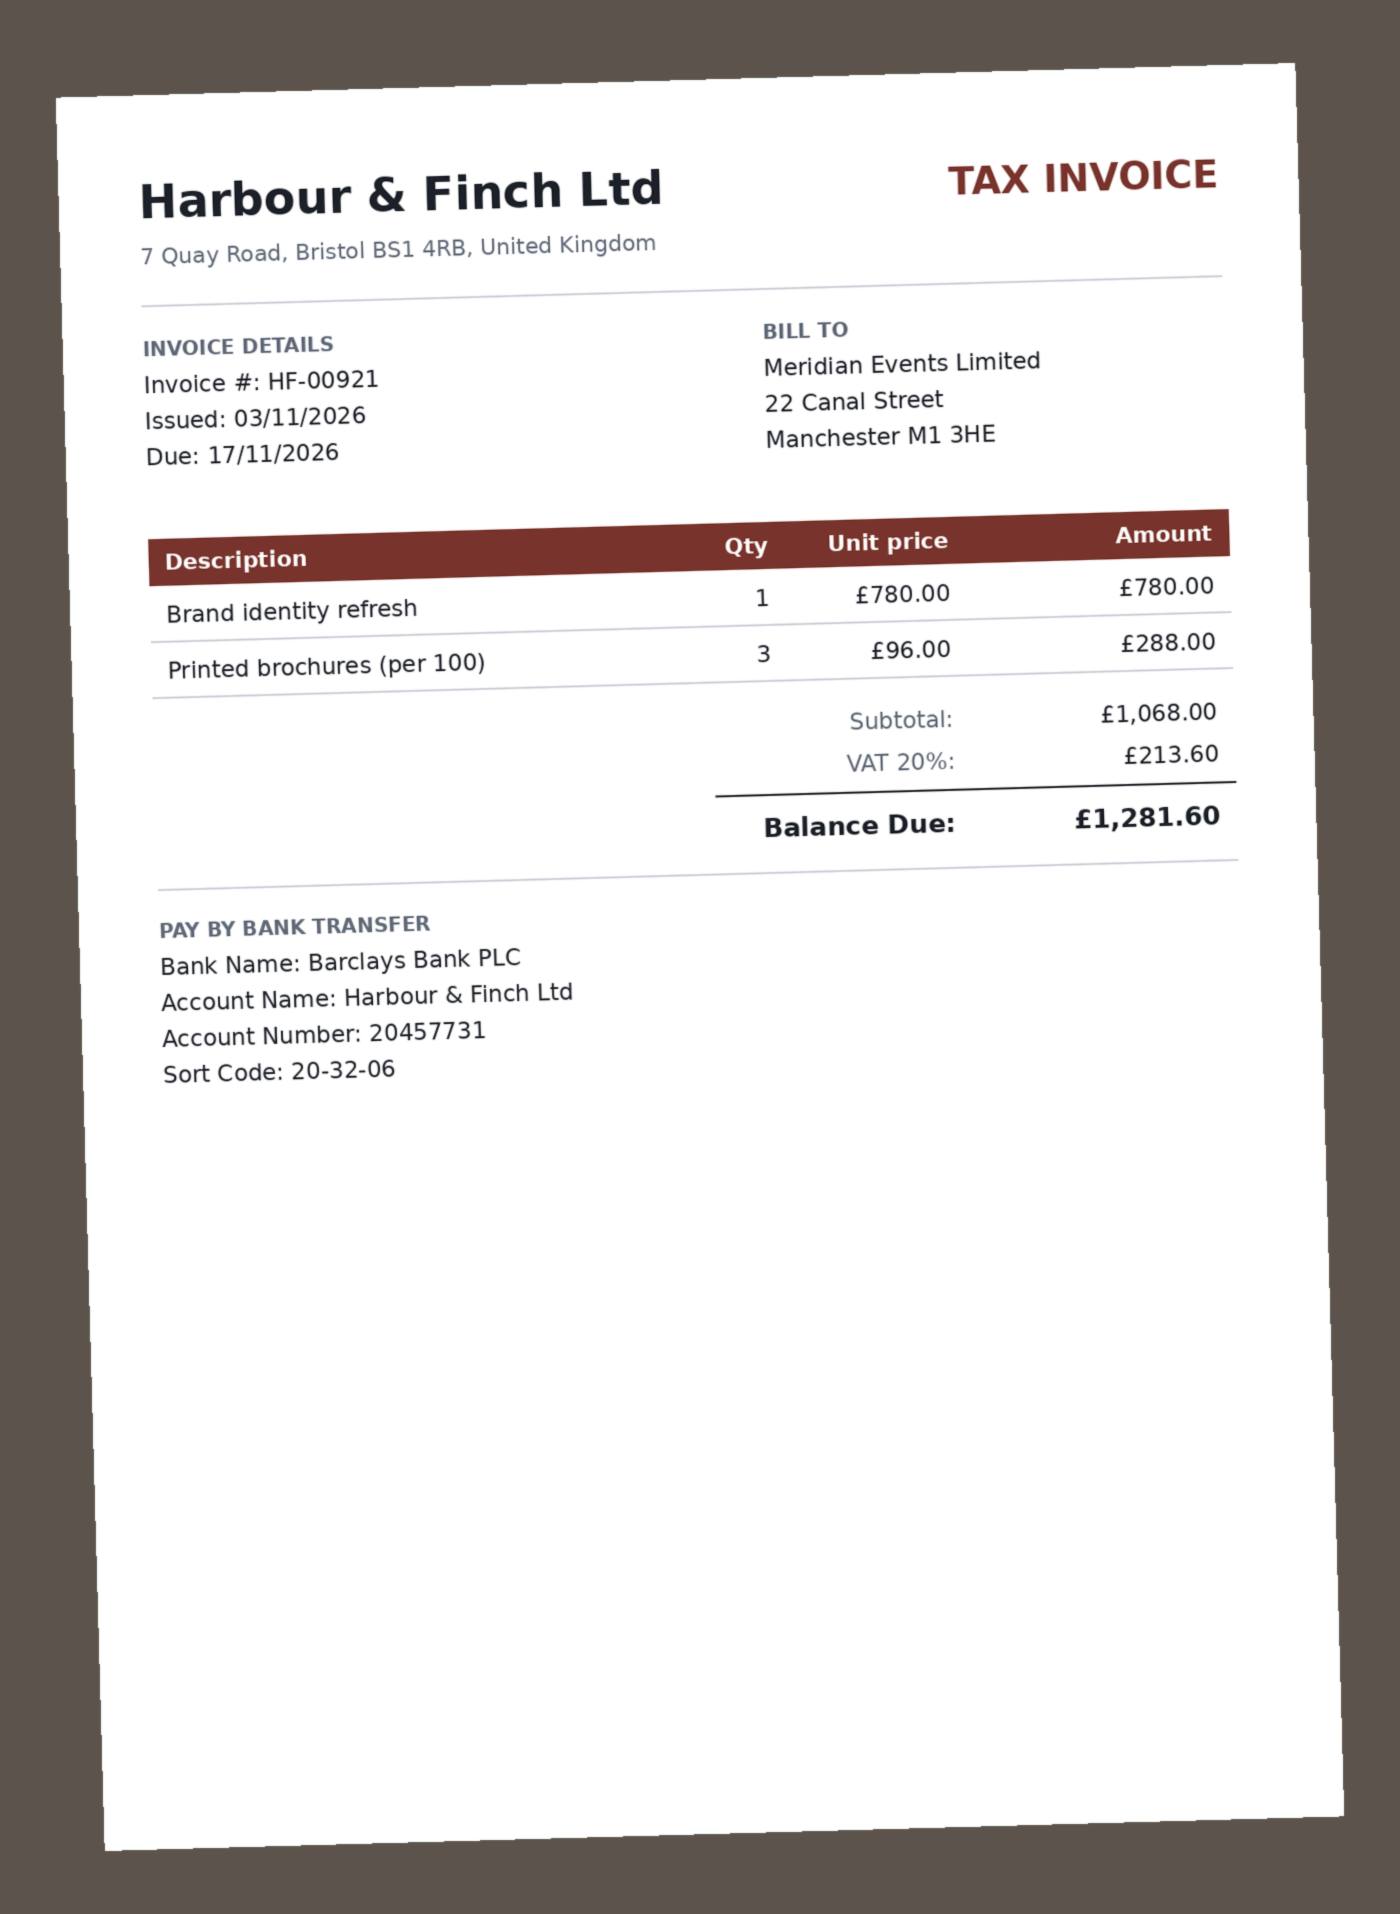 Harbour & Finch Ltd
TAX INVOICE
7 Quay Road, Bristol BS1 4RB, United Kingdom
INVOICE DETAILS
Invoice #: HF-00921
Issued: 03/11/2026
Due: 17/11/2026
BILL TO
Meridian Events Limited
22 Canal Street
Manchester M1 3HE
Description Qty Unit price Amount
Brand identity refresh 1 £780.00 £780.00
Printed brochures (per 100) 3 £96.00 £288.00
Subtotal: £1,068.00
VAT 20%: £213.60
Balance Due: £1,281.60
PAY BY BANK TRANSFER
Bank Name: Barclays Bank PLC
Account Name: Harbour & Finch Ltd
Account Number: 20457731
Sort Code: 20-32-06